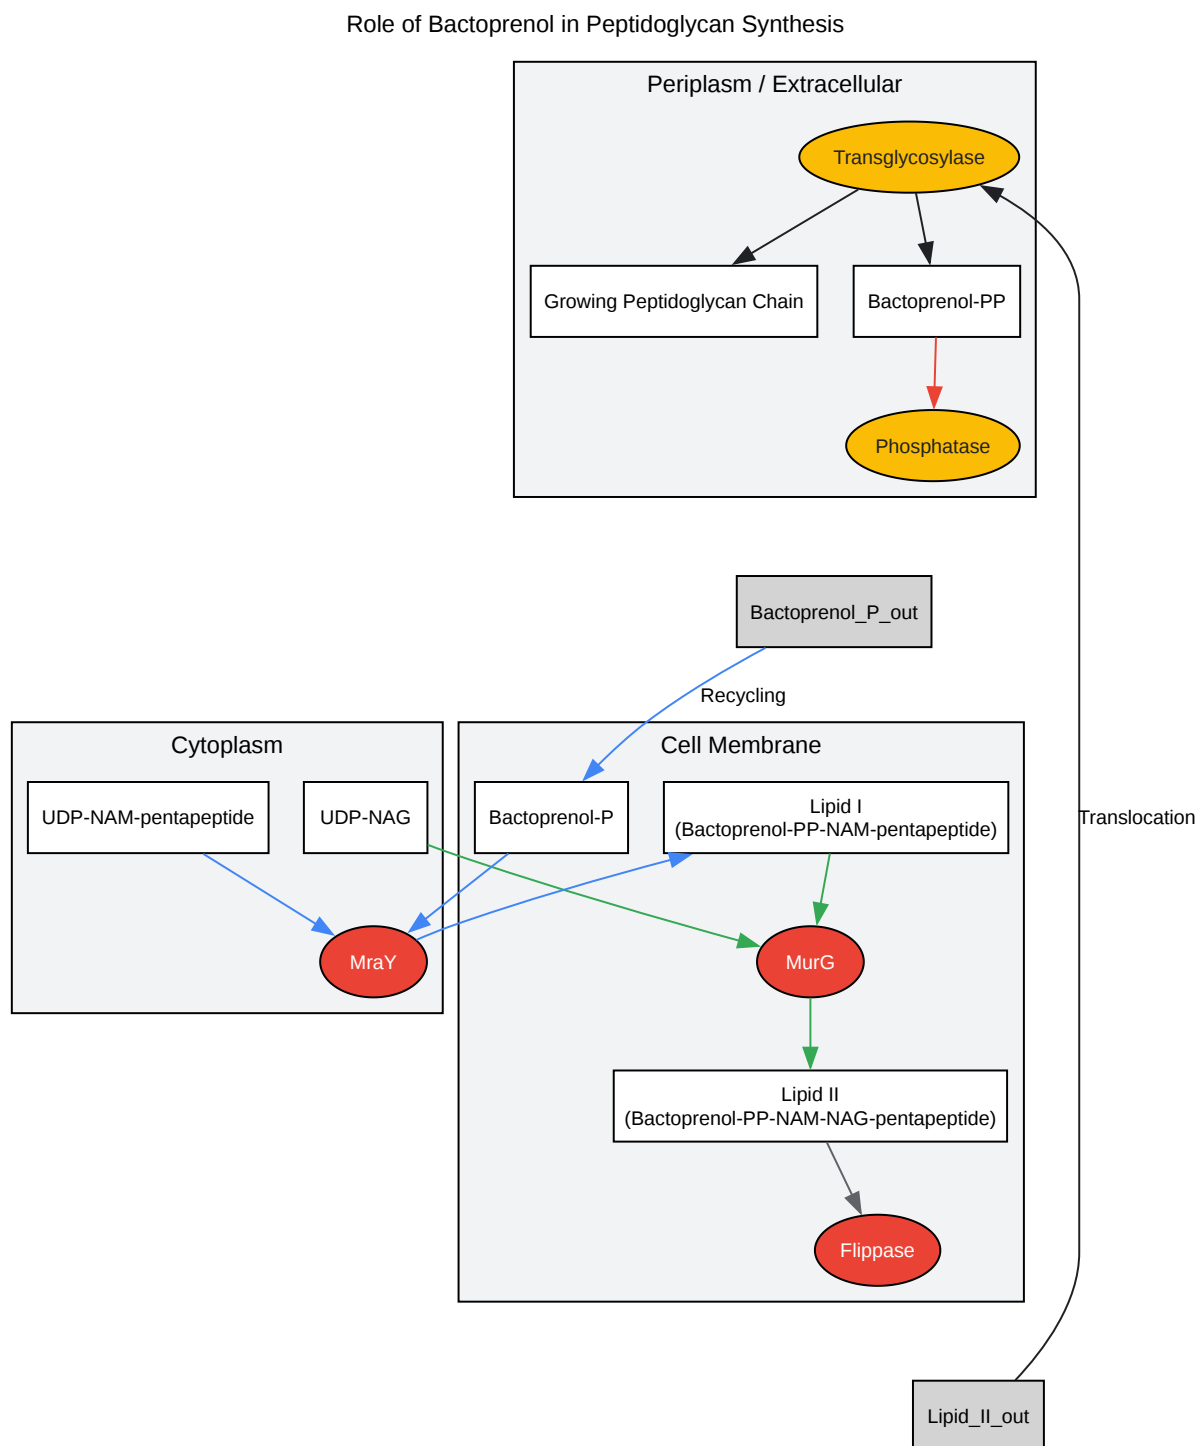 Role of Bactoprenol in Peptidoglycan Synthesis
Periplasm / Extracellular
Transglycosylase
Growing Peptidoglycan Chain
Bactoprenol-PP
Phosphatase
Bactoprenol_P_out
Recycling
Cytoplasm
Cell Membrane
UDP-NAM-pentapeptide
UDP-NAG
Bactoprenol-P
Lipid I
(Bactoprenol-PP-NAM-pentapeptide)
Translocation
MraY
MurG
Lipid II
(Bactoprenol-PP-NAM-NAG-pentapeptide)
Flippase
Lipid_II_out